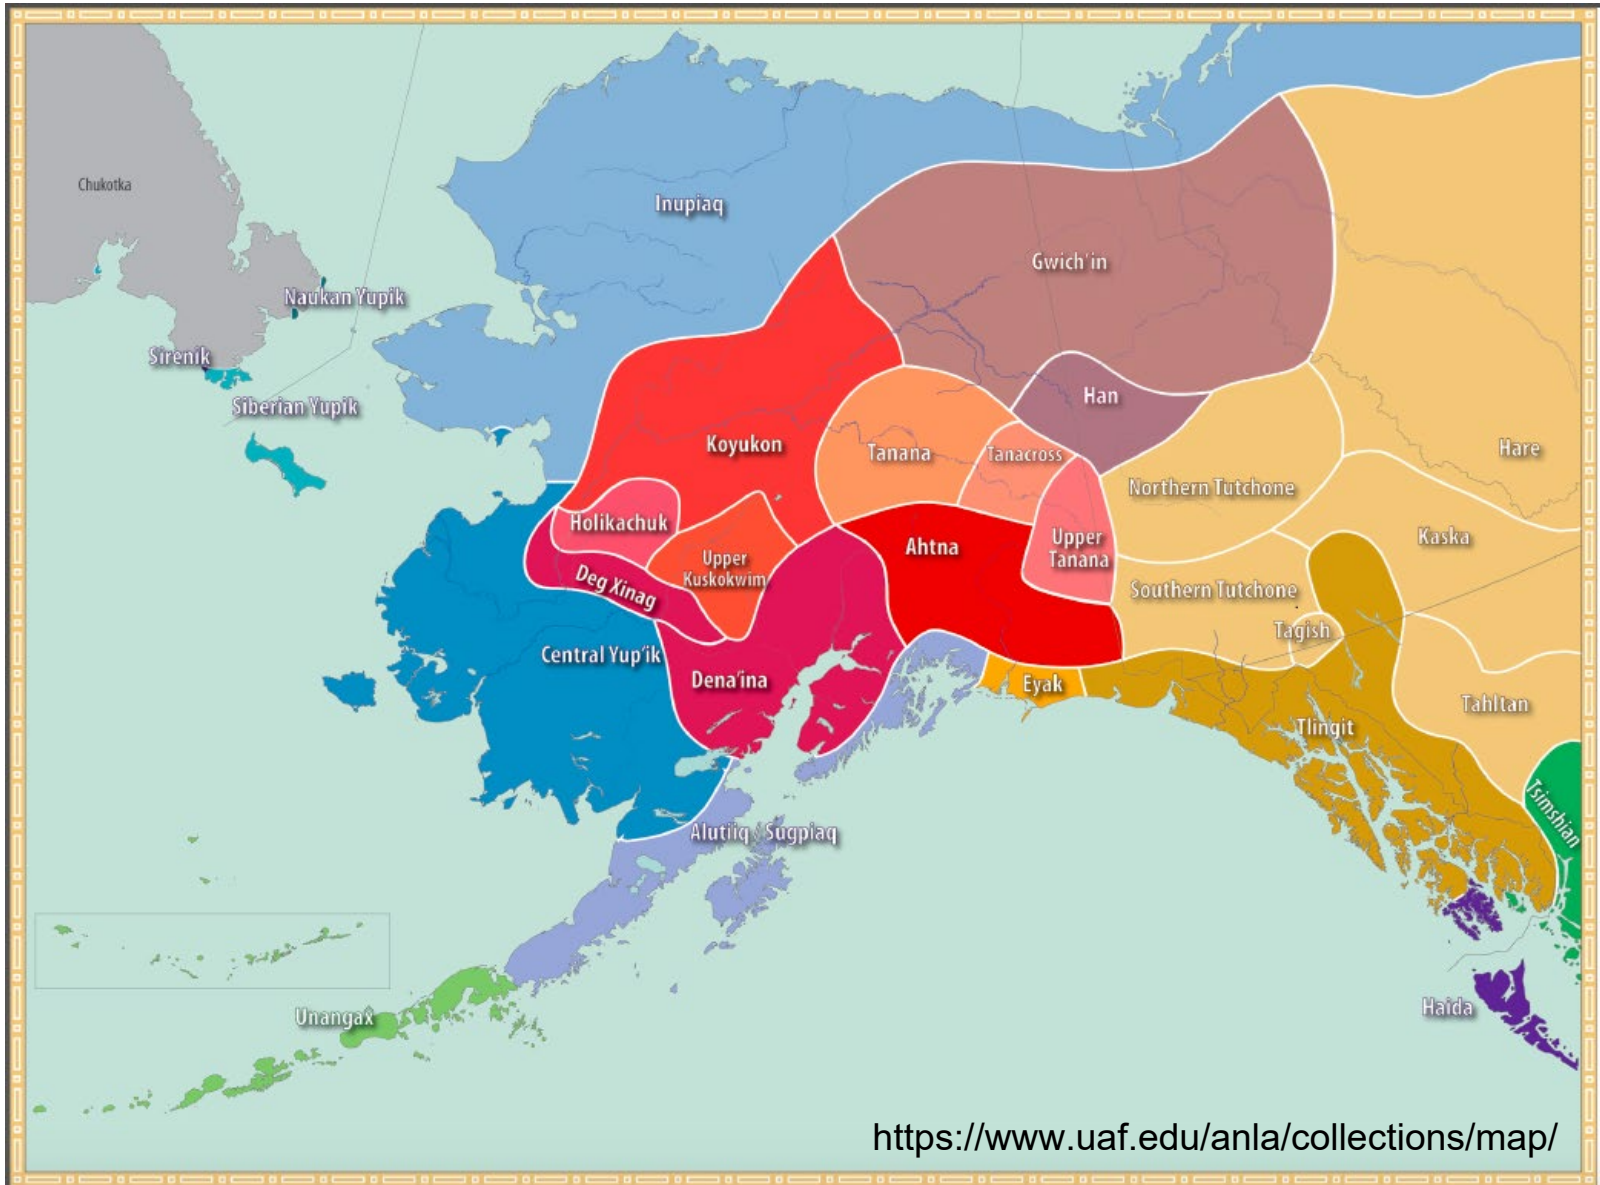 Chukotka
Inupiaq
Gwich'in
Naukan Yupik
Sirenik
Siberian Yupik
Han
Koyukon
Tanana
Tanacross
Hare
Northern Tutchone
Holikachuk
Upper
Kuskokwim
Ahtna
Upper
Tanana
Kaska
Deg Xinag
Southern Tutchone
Tagish
Central Yup'ik
Dena'ina
Eyak
Tahltan
Tlingit
Tsimshian
Alutiiq / Sugpiaq
Unangax̂
Haida
https://www.uaf.edu/anla/collections/map/